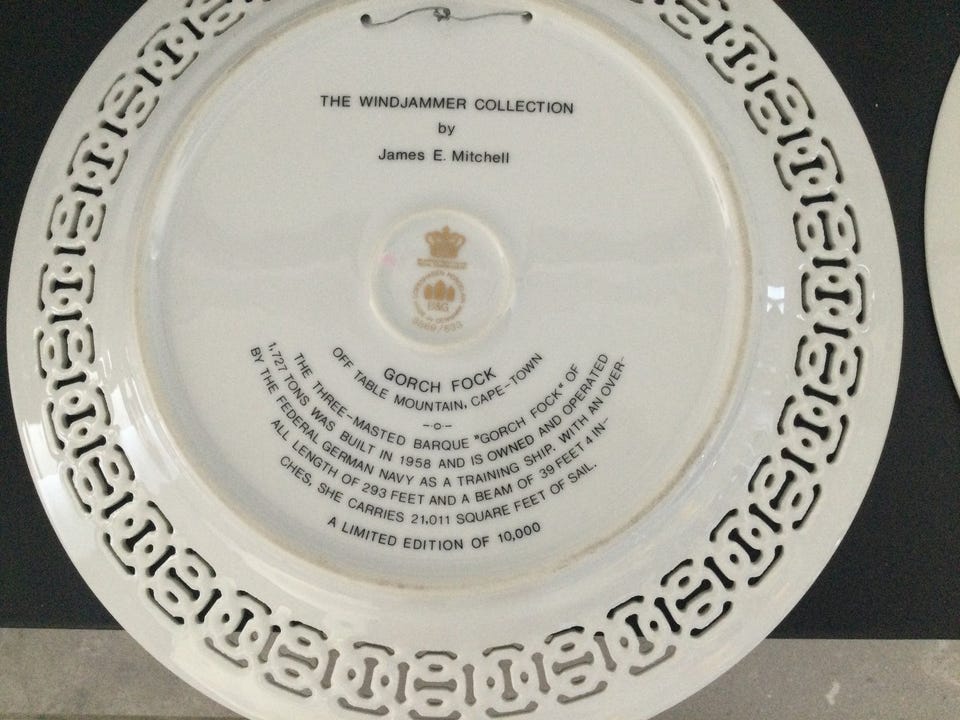 THE WINDJAMMER COLLECTION
by
James E. Mitchell
B&G
GORCH FOCK
OFF TABLE MOUNTAIN, CAPE-TOWN
-o-
THE THREE-MASTED BARQUE "GORCH FOCK" OF
1,727 TONS WAS BUILT IN 1958 AND IS OWNED AND OPERATED
BY THE FEDERAL GERMAN NAVY AS A TRAINING SHIP. WITH AN OVER-
ALL LENGTH OF 293 FEET AND A BEAM OF 39 FEET 4 IN-
CHES, SHE CARRIES 21,011 SQUARE FEET OF SAIL.
A LIMITED EDITION OF 10,000